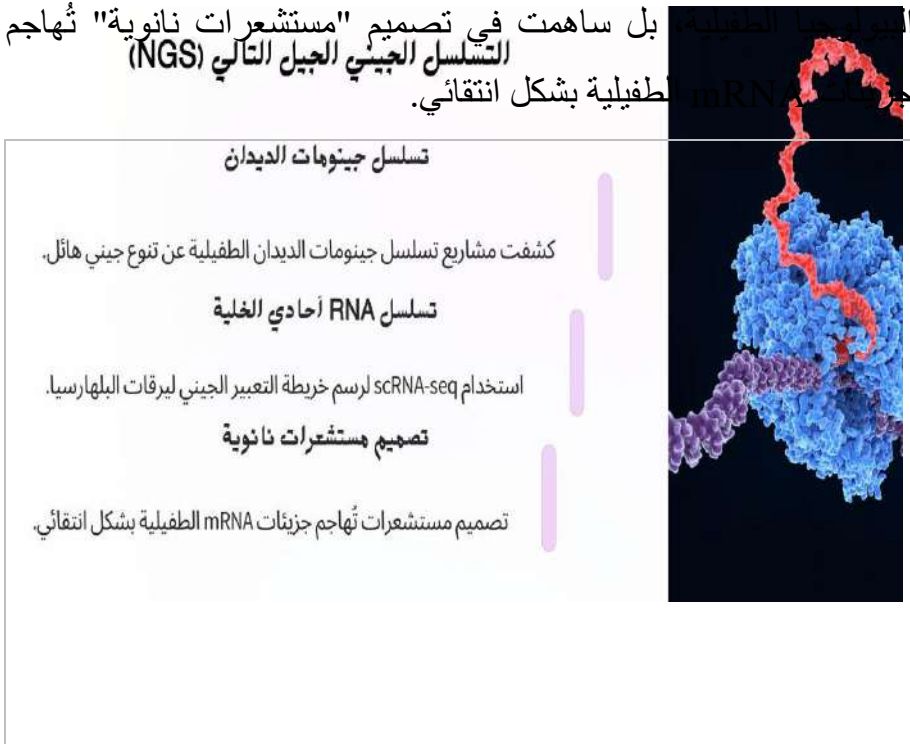 البيولوجيا الطفيلية، بل ساهمت في تصميم "مستشعرات نانوية" تُهاجم
التسلسل الجيني الجيل التالي (NGS)
جزيئات mRNA الطفيلية بشكل انتقائي.
تسلسل جينومات الديدان
كشفت مشاريع تسلسل جينومات الديدان الطفيلية عن تنوع جيني هائل.
تسلسل RNA أحادي الخلية
استخدام scRNA-seq لرسم خريطة التعبير الجيني ليرقات البلهارسيا.
تصميم مستشعرات نانوية
تصميم مستشعرات تُهاجم جزيئات mRNA الطفيلية بشكل انتقائي.